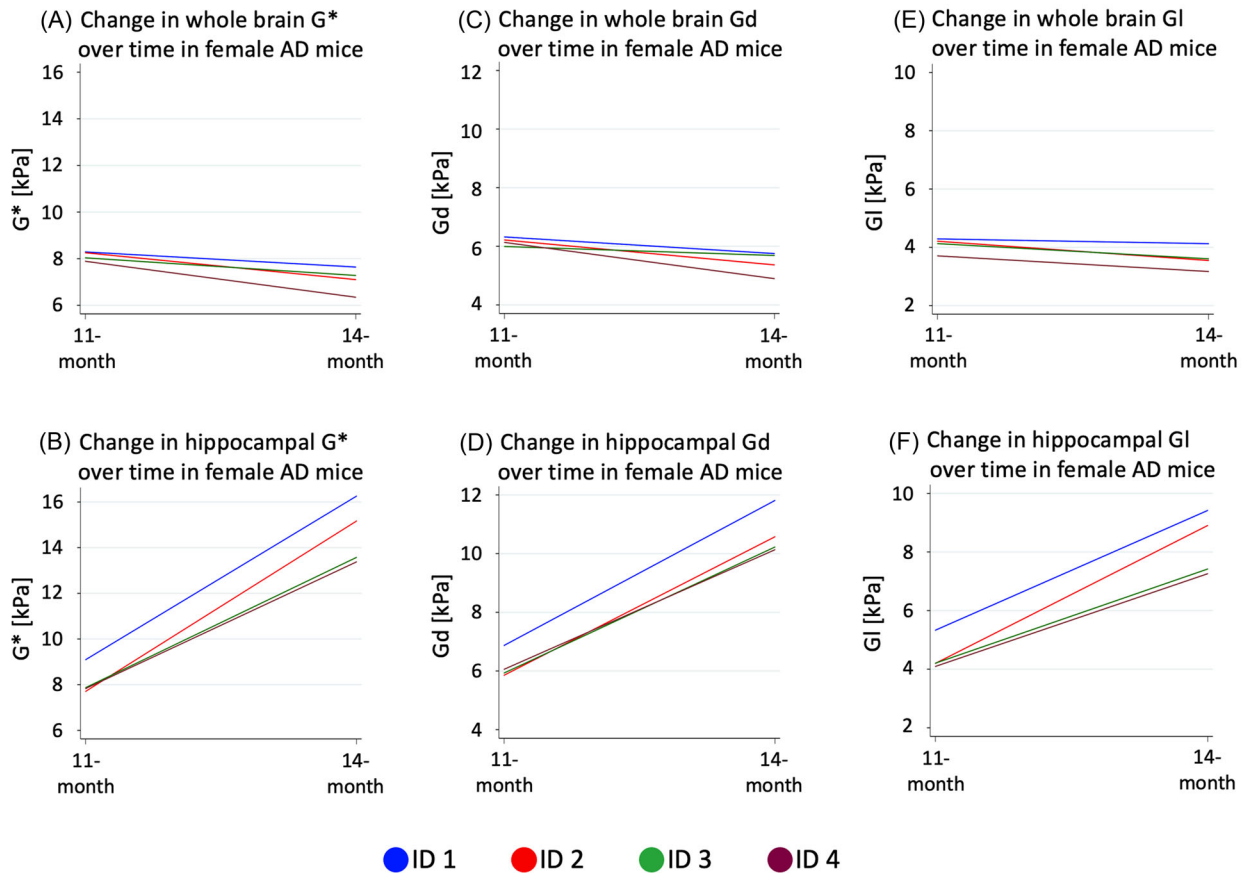 (A) Change in whole brain G*
over time in female AD mice
16
14
12
10
8
6
G* [kPa]
11-
month
14-
month
(C) Change in whole brain Gd
over time in female AD mice
12
10
8
6
4
Gd [kPa]
11-
month
14-
month
(E) Change in whole brain Gl
over time in female AD mice
10
8
6
4
2
Gl [kPa]
11-
month
14-
month
(B) Change in hippocampal G*
over time in female AD mice
16
14
12
10
8
6
G* [kPa]
11-
month
14-
month
(D) Change in hippocampal Gd
over time in female AD mice
12
10
8
6
4
Gd [kPa]
11-
month
14-
month
(F) Change in hippocampal Gl
over time in female AD mice
10
8
6
4
2
Gl [kPa]
11-
month
14-
month
ID 1 ID 2 ID 3 ID 4